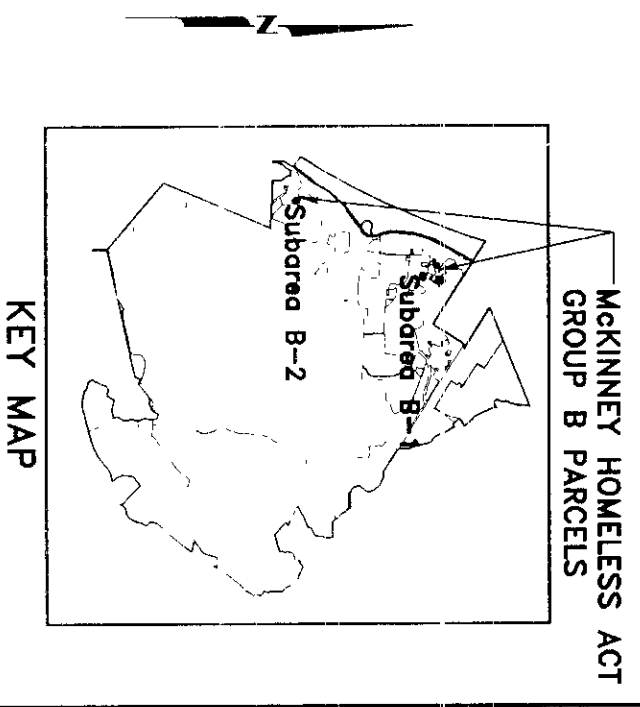 McKINNEY HOMELESS ACT
GROUP B PARCELS
Subarea B-1
Subarea B-2
KEY MAP
N